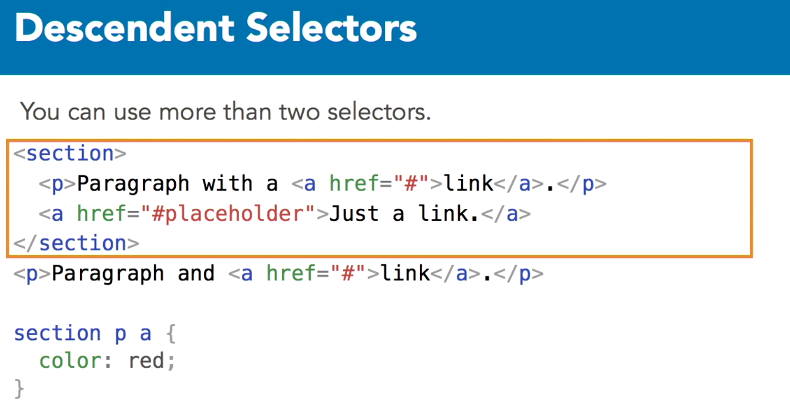 Descendent Selectors
You can use more than two selectors.
<section>
  <p>Paragraph with a <a href="#">link</a>.</p>
  <a href="#placeholder">Just a link.</a>
</section>
<p>Paragraph and <a href="#">link</a>.</p>
section p a {
  color: red;
}